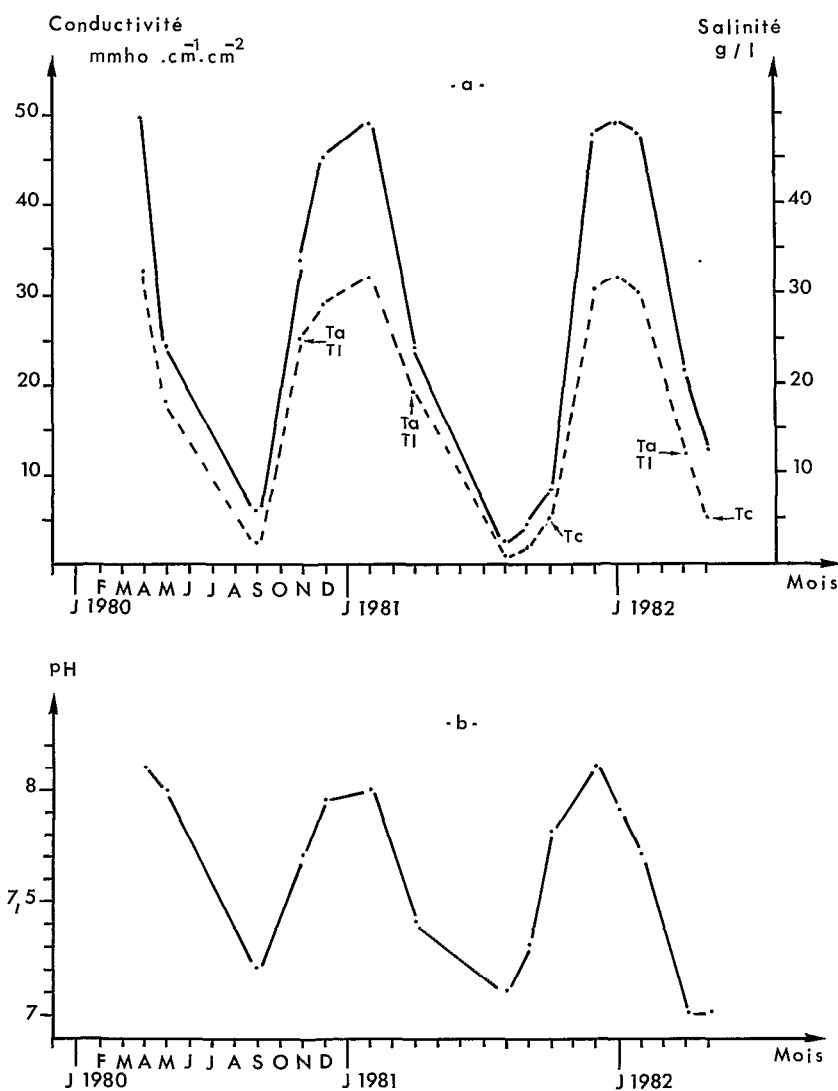 Conductivité
mmho .cm⁻¹.cm⁻²
Salinité
g/l
-a-
50
40
30
20
10
40
30
20
10
Ta
Tl
Ta
Tl
Tc
Ta
Tl
Tc
F M A M J J A S O N D
J 1980
J 1981
J 1982
Mois
pH
-b-
8
7,5
7
F M A M J J A S O N D
J 1980
J 1981
J 1982
Mois